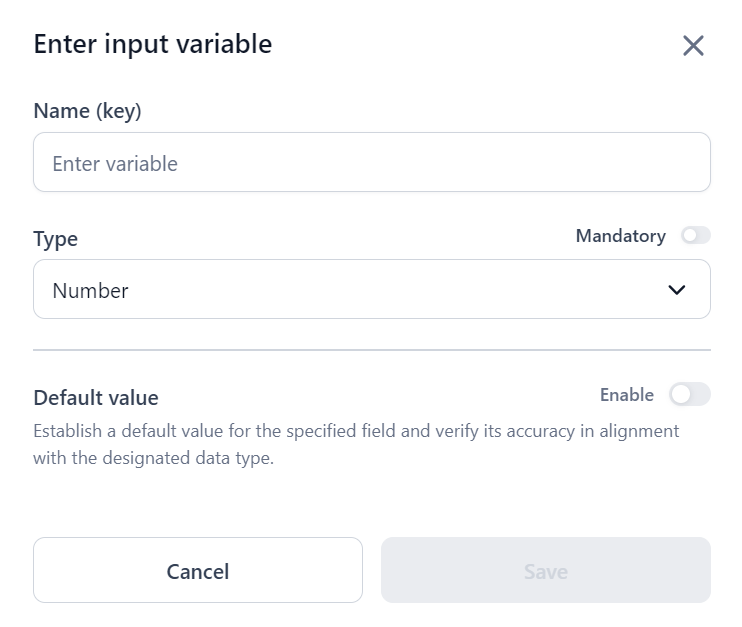 Enter input variable
Name (key)
Enter variable
Type
Mandatory
Number
Default value
Enable
Establish a default value for the specified field and verify its accuracy in alignment
with the designated data type.
Cancel
Save